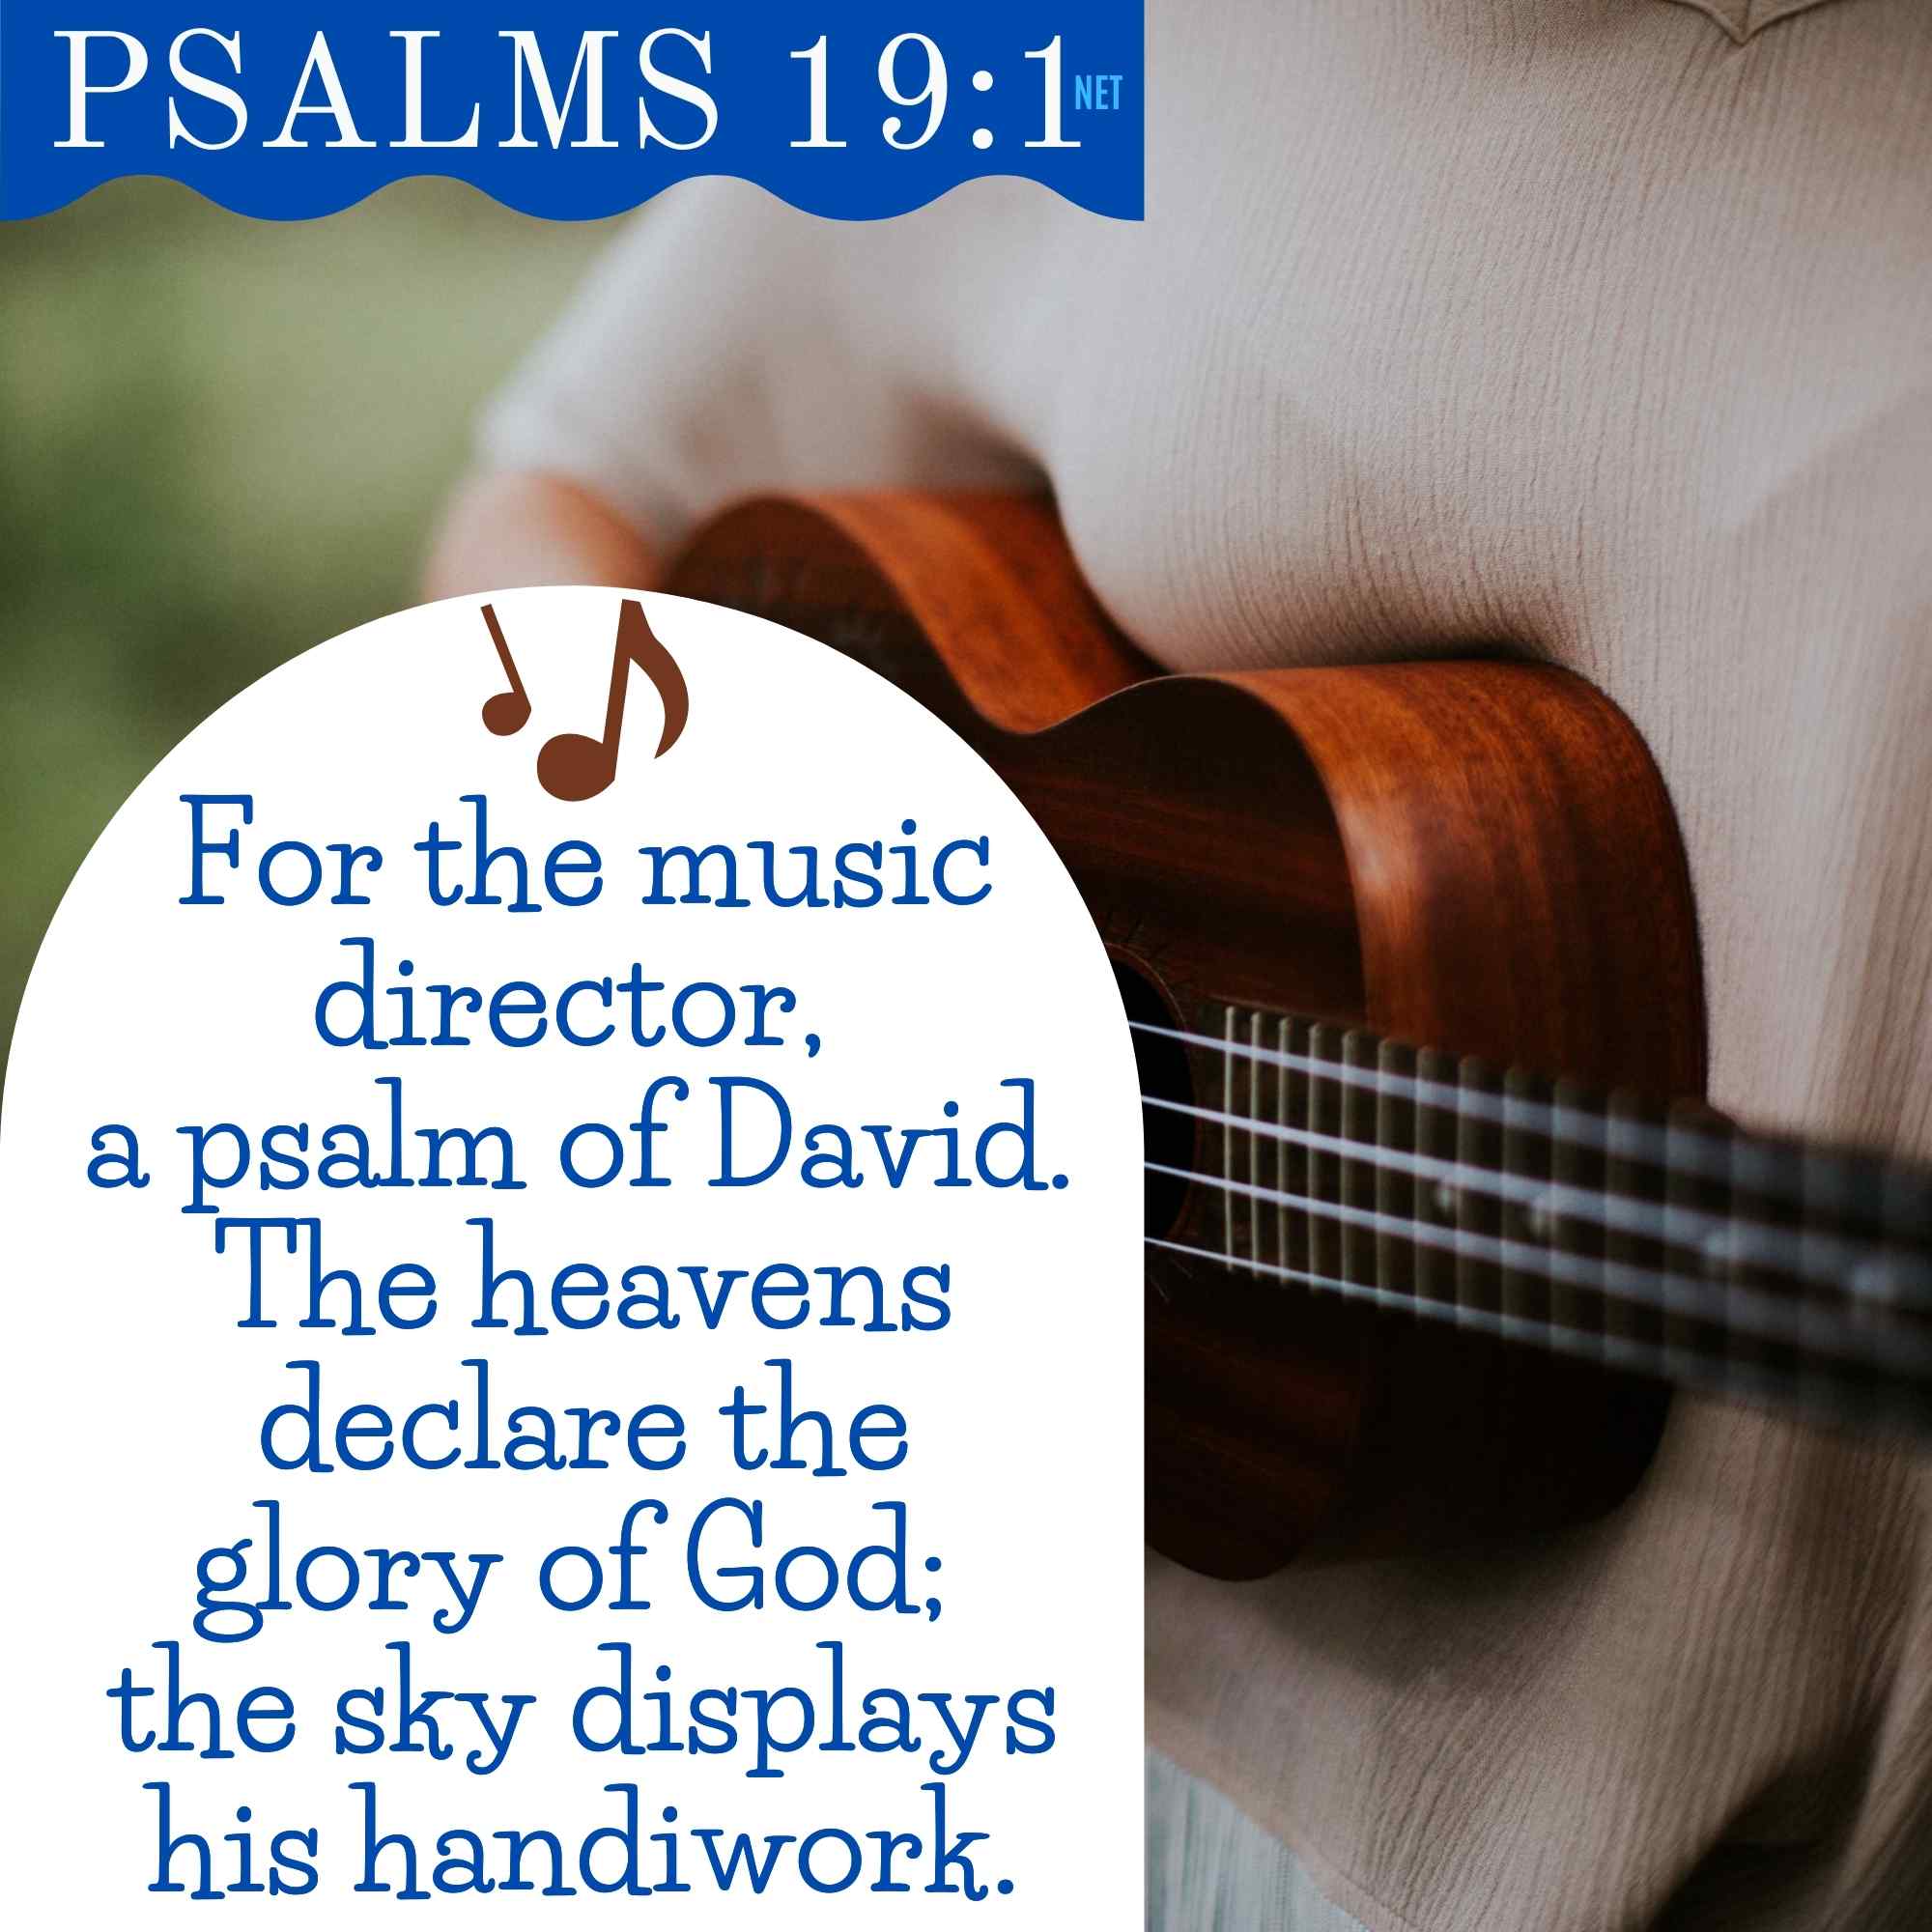 PSALMS 19:1 NET
For the music
director,
a psalm of David.
The heavens
declare the
glory of God;
the sky displays
his handiwork.